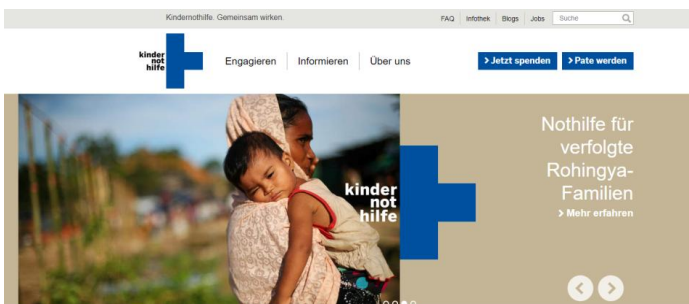 Kindernothilfe. Gemeinsam wirken.
FAQ Infothek Blogs Jobs Suche
kinder
not
hilfe
Engagieren Informieren Über uns
> Jetzt spenden > Pate werden
kinder
not
hilfe
Nothilfe für
verfolgte
Rohingya-
Familien
> Mehr erfahren